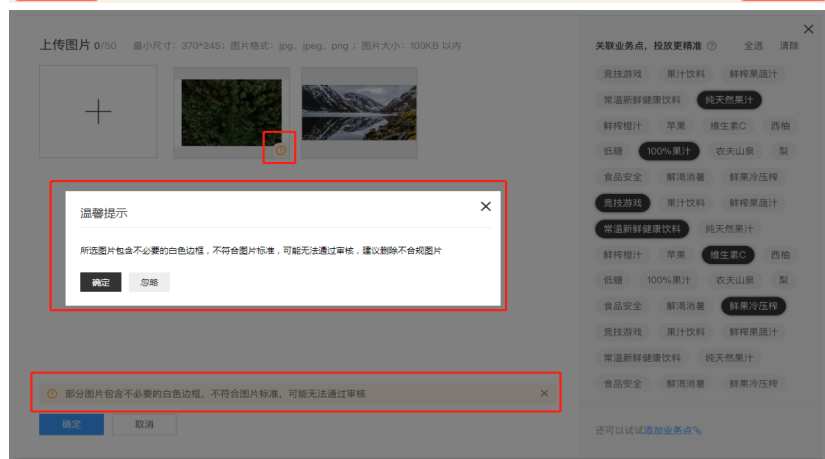 上传图片 0/50 最小尺寸：370*245；图片格式：jpg、jpeg、png；图片大小：100KB 以内
温馨提示
所选图片包含不必要的白色边框，不符合图片标准，可能无法通过审核，建议删除不合规图片
确定 忽略
部分图片包含不必要的白色边框，不符合图片标准，可能无法通过审核
确定 取消
关联业务点，投放更精准 全选 清除
竞技游戏 果汁饮料 鲜榨果蔬汁
常温新鲜健康饮料 纯天然果汁
鲜榨橙汁 苹果 维生素C 西柚
低糖 100%果汁 农夫山泉 梨
食品安全 解渴消暑 鲜果冷压榨
竞技游戏 果汁饮料 鲜榨果蔬汁
常温新鲜健康饮料 纯天然果汁
鲜榨橙汁 苹果 维生素C 西柚
低糖 100%果汁 农夫山泉 梨
食品安全 解渴消暑 鲜果冷压榨
竞技游戏 果汁饮料 鲜榨果蔬汁
常温新鲜健康饮料 纯天然果汁
食品安全 解渴消暑 鲜果冷压榨
还可以试试添加业务点